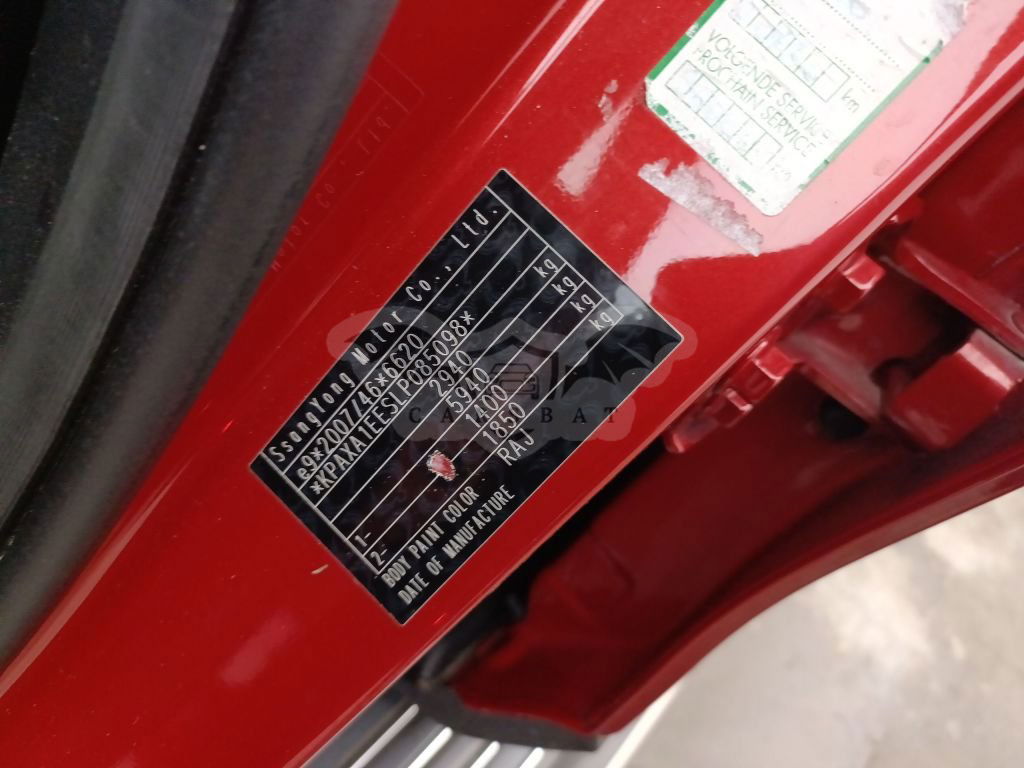 km
VOLGENDE SERVICE
PROCHAIN SERVICE
SsangYong Motor Co., Ltd.
e9*2007/46*6620
*KPAXA1EESLP085098*
2940 kg
5940 kg
1- 1400 kg
2- 1850 kg
BODY PAINT COLOR RAJ
DATE OF MANUFACTURE